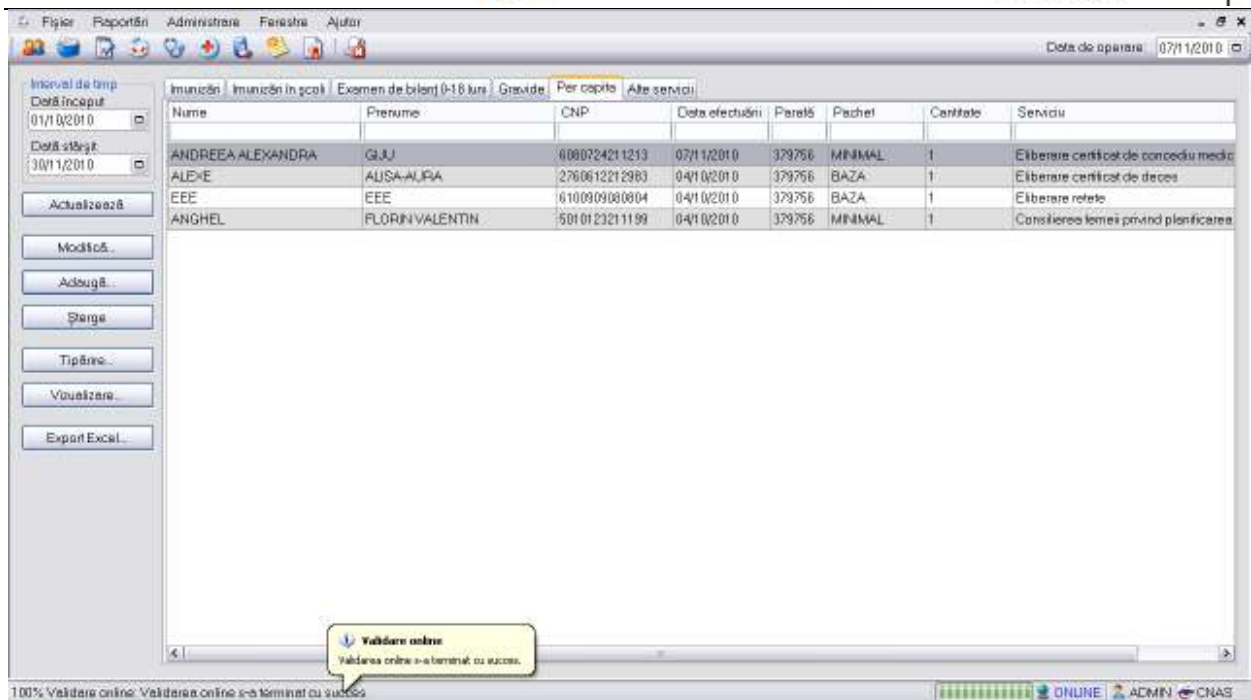 Fișier Raportări Administrare Ferestre Ajutor
Data de operare 07/11/2010
Interval de timp
Dată început
01/10/2010
Dată sfârșit
30/11/2010
Actualizează
Modifică...
Adaugă...
Șterge
Tipărire...
Vizualizare...
Export Excel...
Imunizări Imunizări în școli Examen de bilanț 0-18 luni Gravide Per capita Alte servicii
Nume Prenume CNP Data efectuării Parafă Pachet Cantitate Serviciu
ANDREEA ALEXANDRA GIJU 6080724211213 07/11/2010 379756 MINIMAL 1 Eliberare certificat de concediu medic
ALEXE ALISA-AURA 2760612212983 04/10/2010 379756 BAZA 1 Eliberare certificat de deces
EEE EEE 6100909080804 04/10/2010 379756 BAZA 1 Eliberare retete
ANGHEL FLORIN VALENTIN 5010123211199 04/10/2010 379756 MINIMAL 1 Consilierea femeii privind planificarea
Validare online
Validarea online s-a terminat cu succes.
100% Validare online: Validarea online s-a terminat cu succes
ONLINE ADMIN CNAS